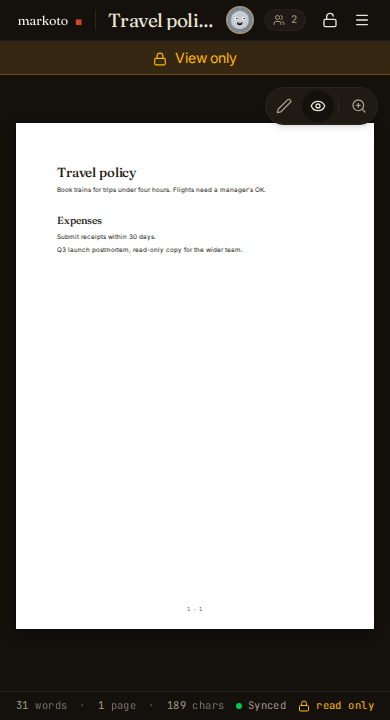 markoto
Travel poli...
2
View only
Travel policy
Book trains for trips under four hours. Flights need a manager's OK.
Expenses
Submit receipts within 30 days.
Q3 launch postmortem, read-only copy for the wider team.
1 - 1
31 words · 1 page · 189 chars Synced read only